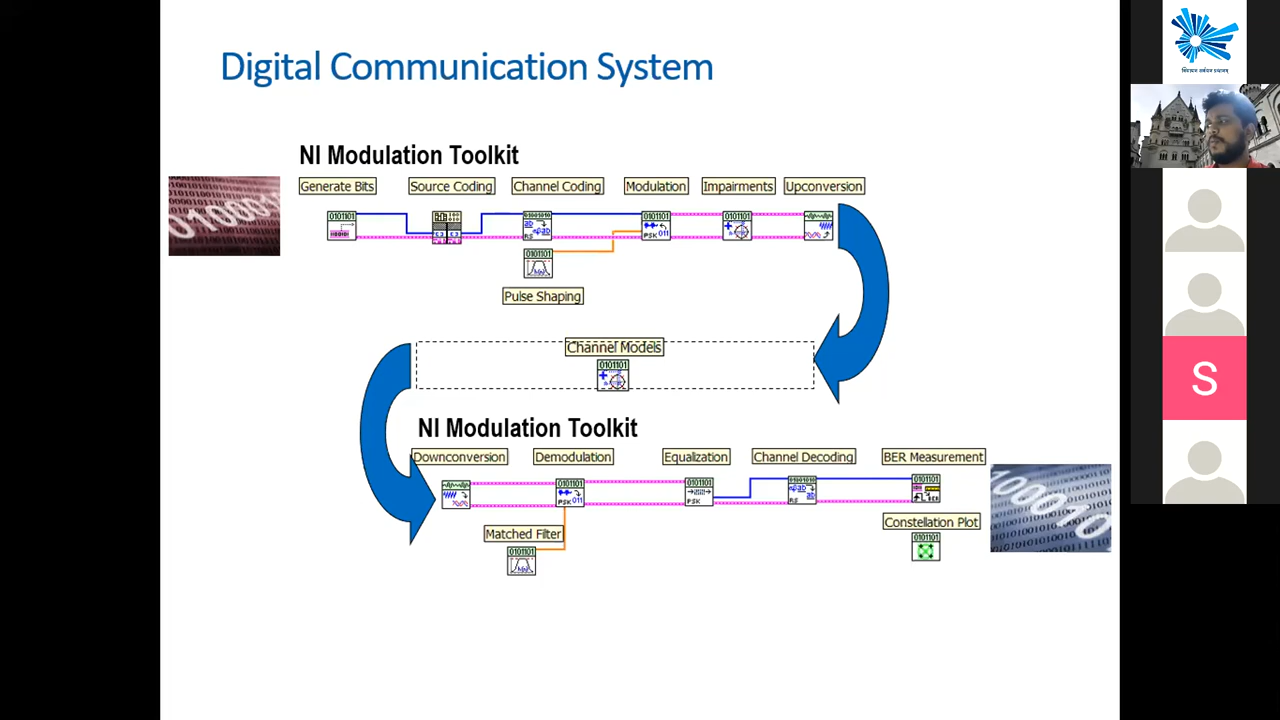 Digital Communication System
NI Modulation Toolkit
Generate Bits Source Coding Channel Coding Modulation Impairments Upconversion
Pulse Shaping
Channel Models
NI Modulation Toolkit
Downconversion Demodulation Equalization Channel Decoding BER Measurement
Matched Filter
Constellation Plot
S